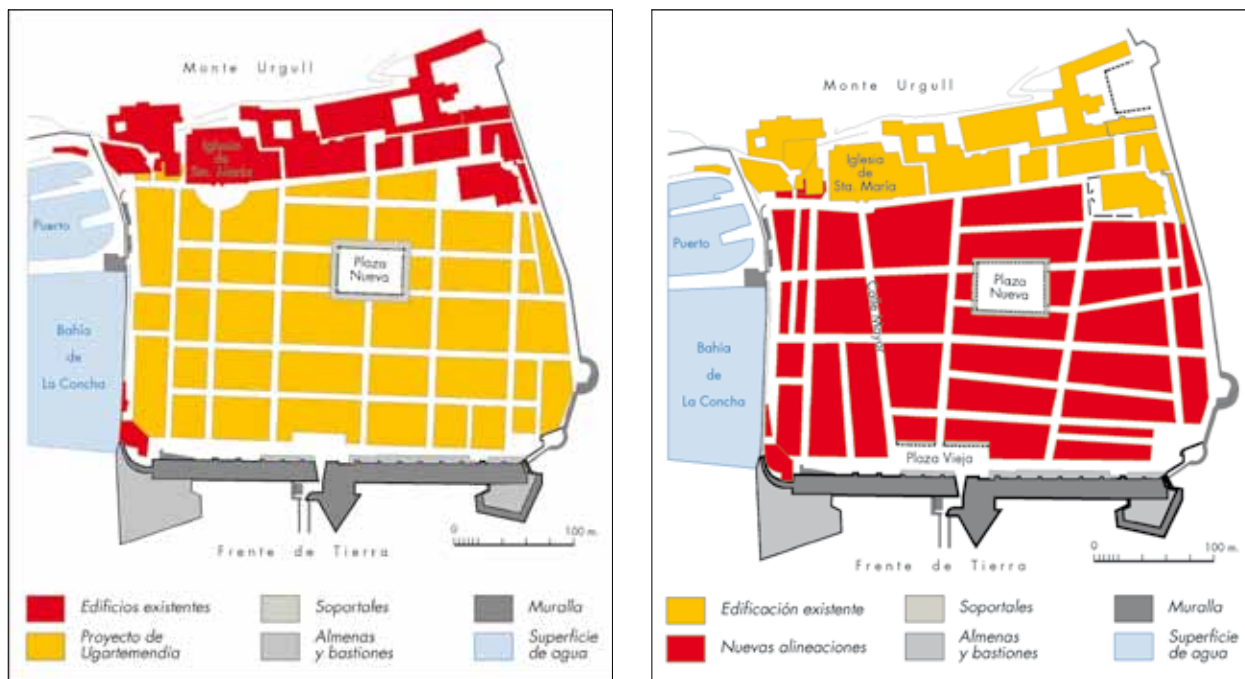 Monte Urgull
Iglesia
de
Sta. María
Puerto
Plaza
Nueva
Bahía
de
La Concha
Frente de Tierra
0
100 m.
Edificios existentes
Proyecto de
Ugartemendía
Soportales
Almenas
y bastiones
Muralla
Superficie
de agua
Monte Urgull
Iglesia
de
Sta. María
Puerto
Plaza
Nueva
Calle Mayor
Bahía
de
La Concha
Plaza Vieja
Frente de Tierra
0
100 m.
Edificación existente
Nuevas alineaciones
Soportales
Almenas
y bastiones
Muralla
Superficie
de agua